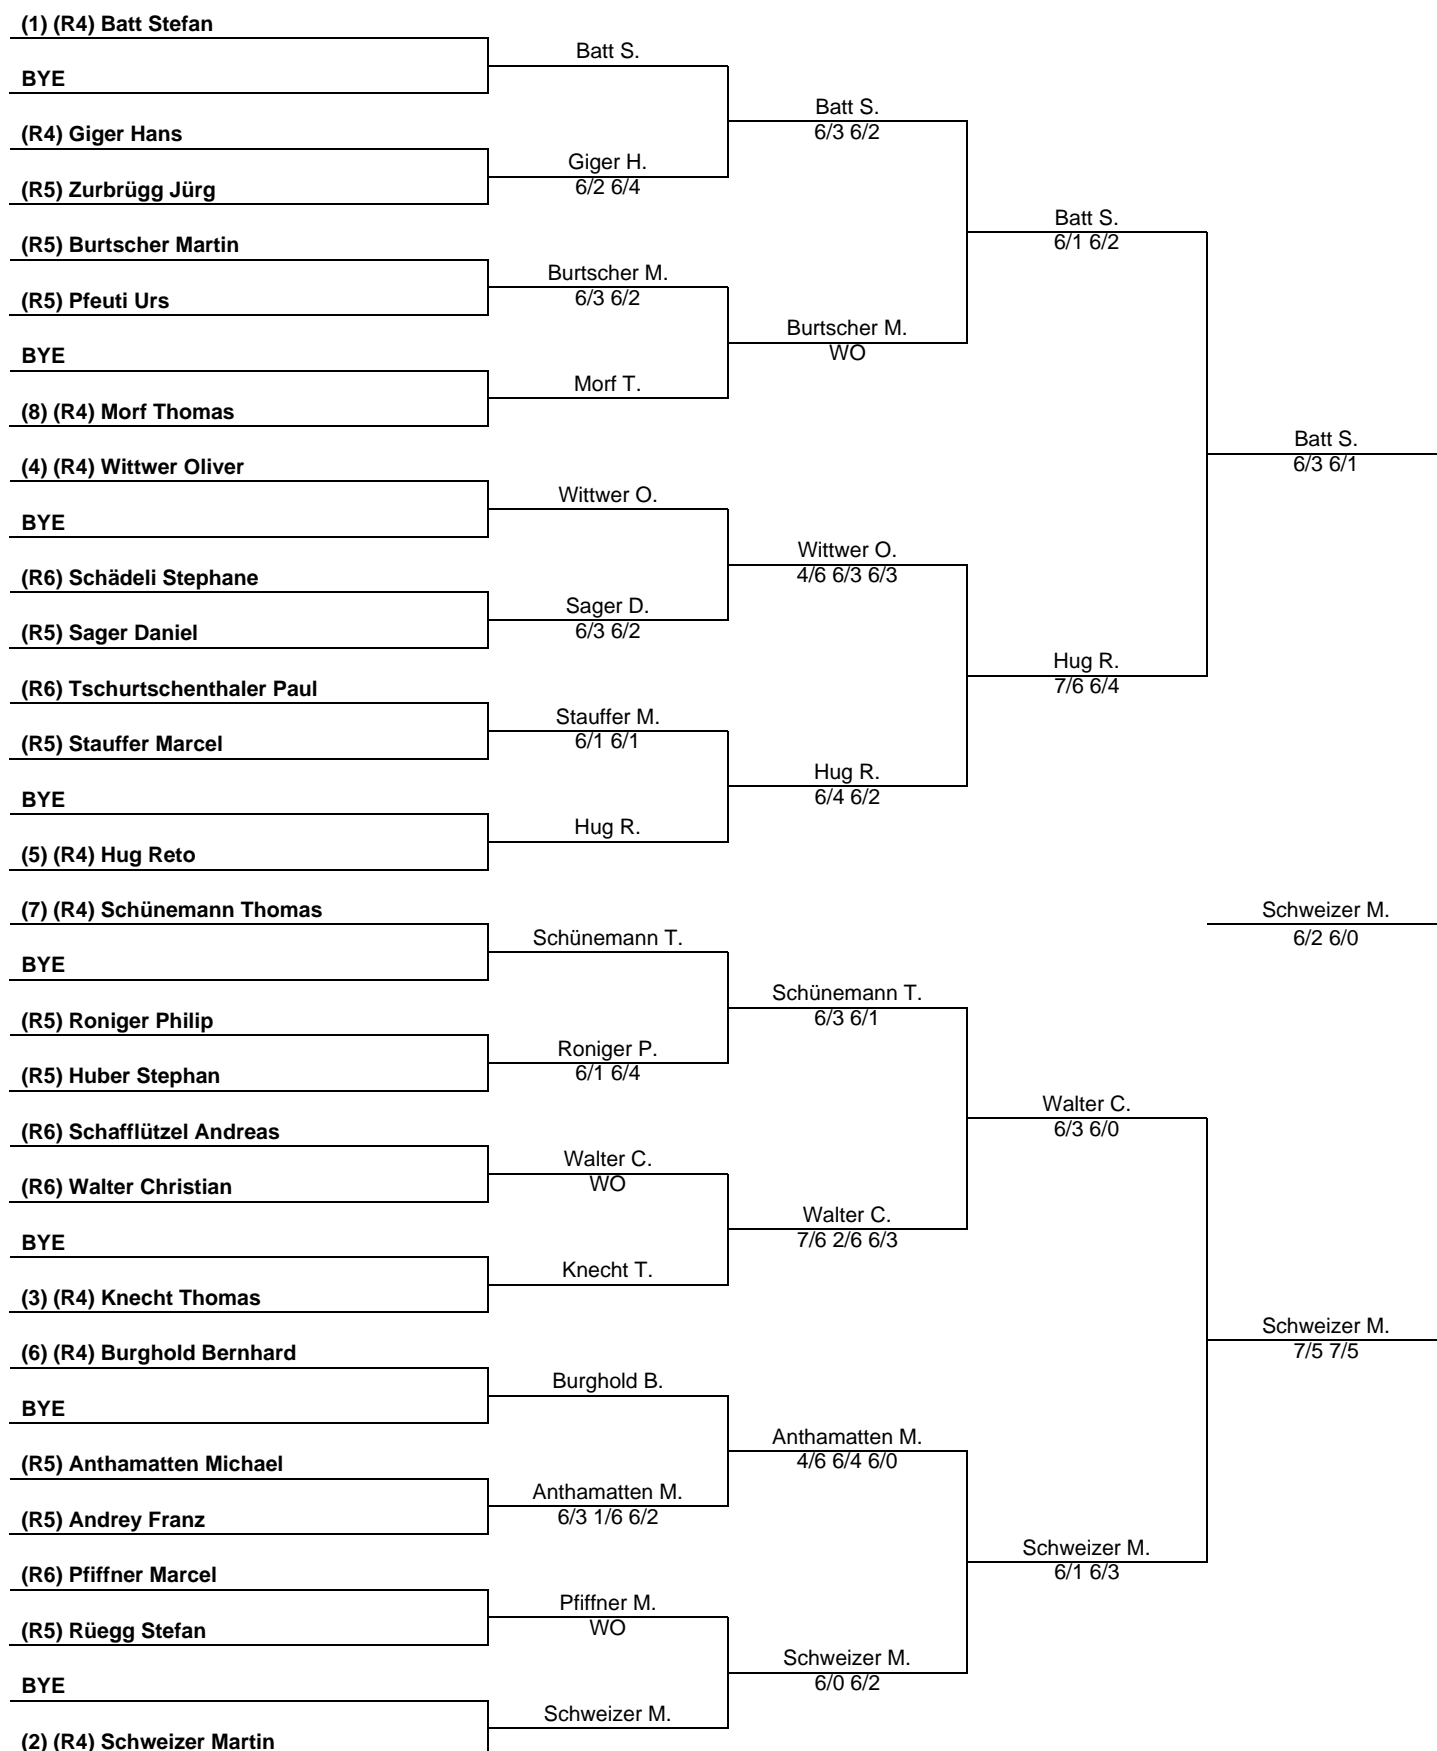 (1) (R4) Batt Stefan
Batt S.
BYE
Batt S.
6/3 6/2
(R4) Giger Hans
Giger H.
6/2 6/4
(R5) Zurbrügg Jürg
Batt S.
6/1 6/2
(R5) Burtscher Martin
Burtscher M.
6/3 6/2
(R5) Pfeuti Urs
Burtscher M.
WO
BYE
Morf T.
(8) (R4) Morf Thomas
Batt S.
6/3 6/1
(4) (R4) Wittwer Oliver
Wittwer O.
BYE
Wittwer O.
4/6 6/3 6/3
(R6) Schädeli Stephane
Sager D.
6/3 6/2
(R5) Sager Daniel
Hug R.
7/6 6/4
(R6) Tschurtschenthaler Paul
Stauffer M.
6/1 6/1
(R5) Stauffer Marcel
Hug R.
6/4 6/2
BYE
Hug R.
(5) (R4) Hug Reto
(7) (R4) Schünemann Thomas
Schweizer M.
6/2 6/0
Schünemann T.
BYE
Schünemann T.
6/3 6/1
(R5) Roniger Philip
Roniger P.
6/1 6/4
(R5) Huber Stephan
Walter C.
6/3 6/0
(R6) Schafflützel Andreas
Walter C.
WO
(R6) Walter Christian
Walter C.
7/6 2/6 6/3
BYE
Knecht T.
(3) (R4) Knecht Thomas
Schweizer M.
7/5 7/5
(6) (R4) Burghold Bernhard
Burghold B.
BYE
Anthamatten M.
4/6 6/4 6/0
(R5) Anthamatten Michael
Anthamatten M.
6/3 1/6 6/2
(R5) Andrey Franz
Schweizer M.
6/1 6/3
(R6) Pfiffner Marcel
Pfiffner M.
WO
(R5) Rüegg Stefan
Schweizer M.
6/0 6/2
BYE
Schweizer M.
(2) (R4) Schweizer Martin